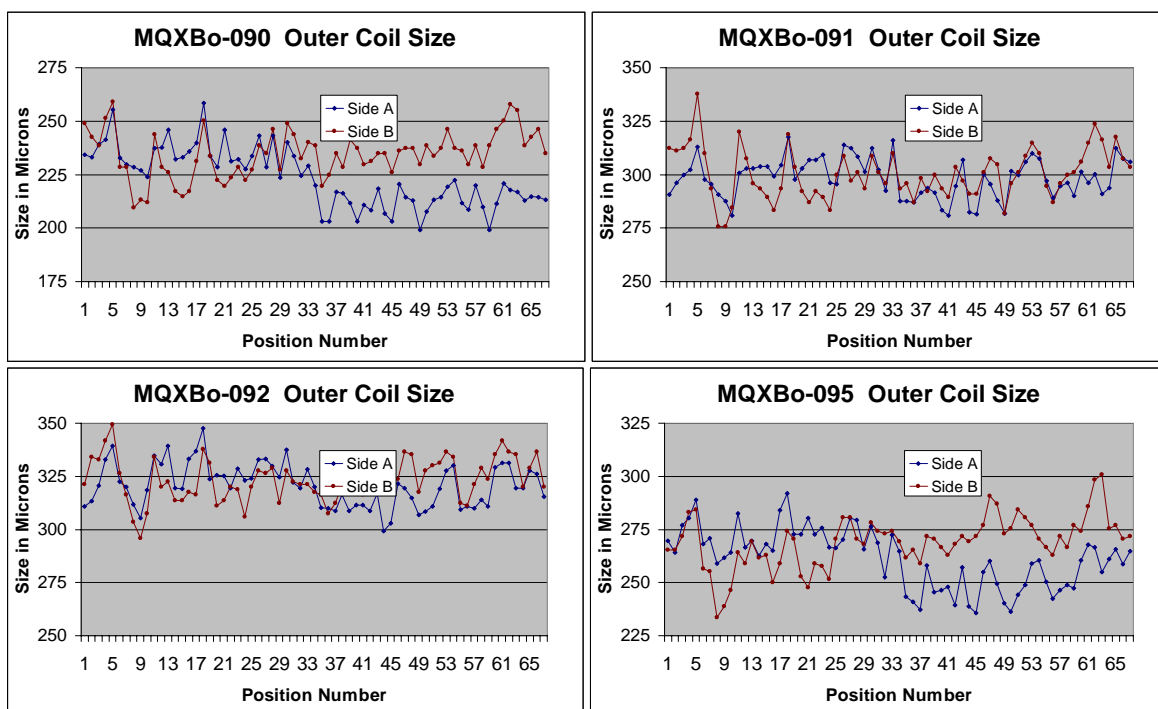 MQXBo-090 Outer Coil Size
Size in Microns
275
250
225
200
175
Side A
Side B
1 5 9 13 17 21 25 29 33 37 41 45 49 53 57 61 65
Position Number
MQXBo-091 Outer Coil Size
Size in Microns
350
325
300
275
250
Side A
Side B
1 5 9 13 17 21 25 29 33 37 41 45 49 53 57 61 65
Position Number
MQXBo-092 Outer Coil Size
Size in Microns
350
325
300
275
250
Side A
Side B
1 5 9 13 17 21 25 29 33 37 41 45 49 53 57 61 65
Position Number
MQXBo-095 Outer Coil Size
Size in Microns
325
300
275
250
225
Side A
Side B
1 5 9 13 17 21 25 29 33 37 41 45 49 53 57 61 65
Position Number